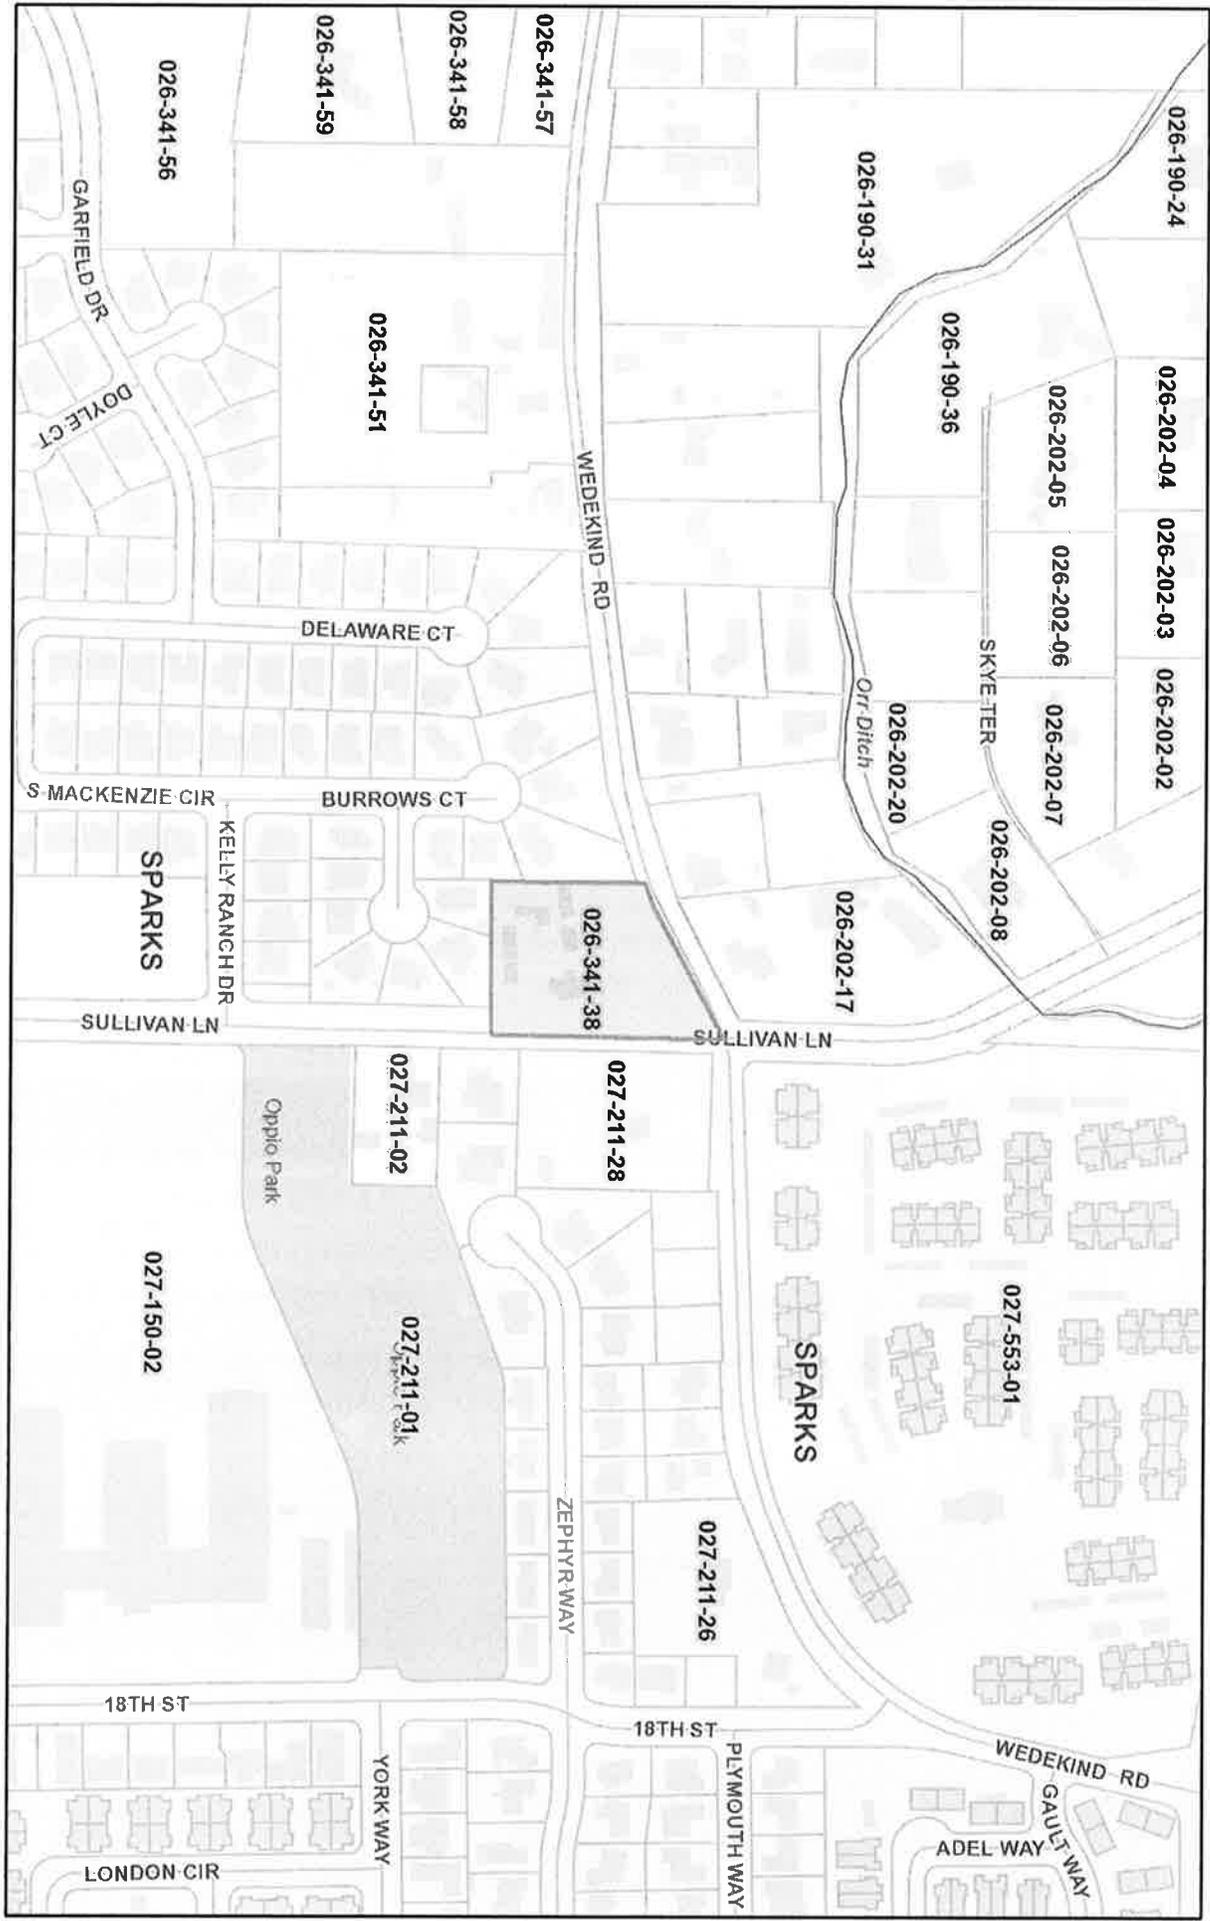 026-341-56
026-341-59
026-341-58
026-341-57
026-190-31
026-190-24
GARFIELD DR
DOYLE CT
026-341-51
WEDEKIND RD
026-190-36
026-202-05
026-202-04
026-202-03
026-202-06
026-202-02
026-202-07
SKYE TER
Orr Ditch
026-202-20
026-202-08
026-202-17
DELAWARE CT
S MACKENZIE CIR
BURROWS CT
KELLY RANCH DR
SPARKS
026-341-38
SULLIVAN LN
SULLIVAN LN
Oppio Park
027-211-02
027-211-28
027-150-02
027-211-01
027-553-01
SPARKS
ZEPHYR WAY
027-211-26
18TH ST
18TH ST
WEDEKIND RD
YORK WAY
PLYMOUTH WAY
GAULT WAY
ADEL WAY
LONDON CIR